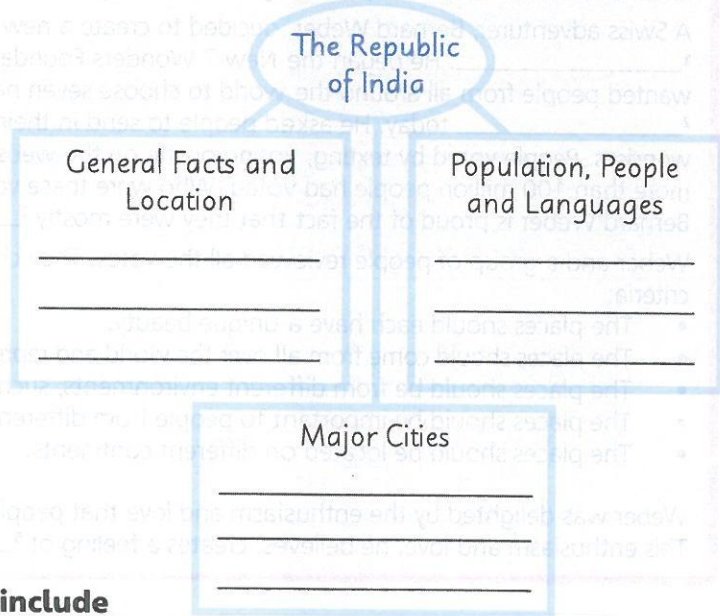 The Republic
of India
General Facts and
Location
Population, People
and Languages
Major Cities
include